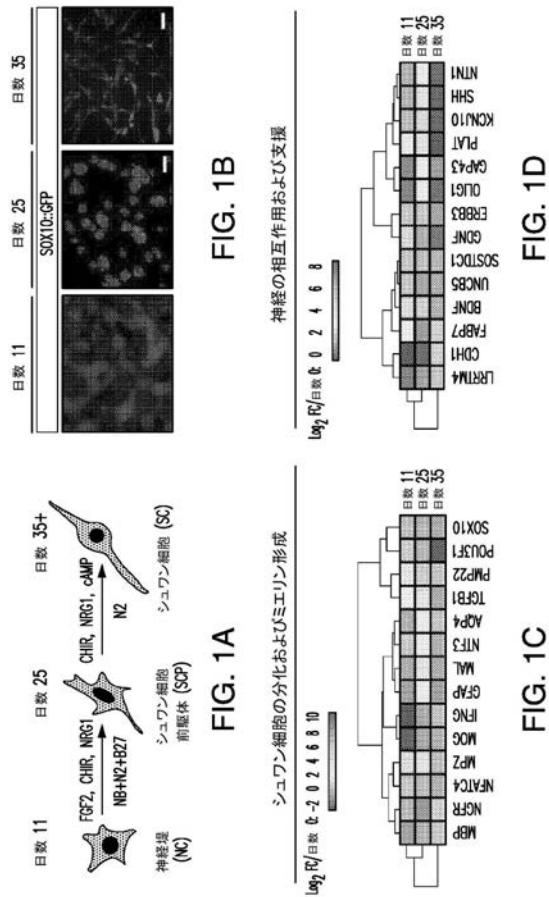 日数 11
日数 25
日数 35+
FGF2, CHIR, NRG1
NB+N2+B27
CHIR, NRG1, cAMP
N2
神経堤
(NC)
シュワン細胞
前駆体 (SCP)
シュワン細胞 (SC)
FIG. 1A
日数 11
日数 25
日数 35
SOX10::GFP
FIG. 1B
シュワン細胞の分化およびミエリン形成
Log2 FC/日数 0: -2 0 2 4 6 8 10
日数 11
日数 25
日数 35
MBP
NGFR
NFATC4
MPZ
MOG
IFNG
GFAP
MAL
NTF3
AQP4
TGFB1
PMP22
POU3F1
SOX10
FIG. 1C
神経の相互作用および支援
Log2 FC/日数 0: 0 2 4 6 8
日数 11
日数 25
日数 35
LRRTM4
CDH1
FABP7
BDNF
UNCB5
SOSTDC1
GDNF
ERBB3
OLIG1
GAP43
PLAT
KCNJ10
SHH
NTN1
FIG. 1D